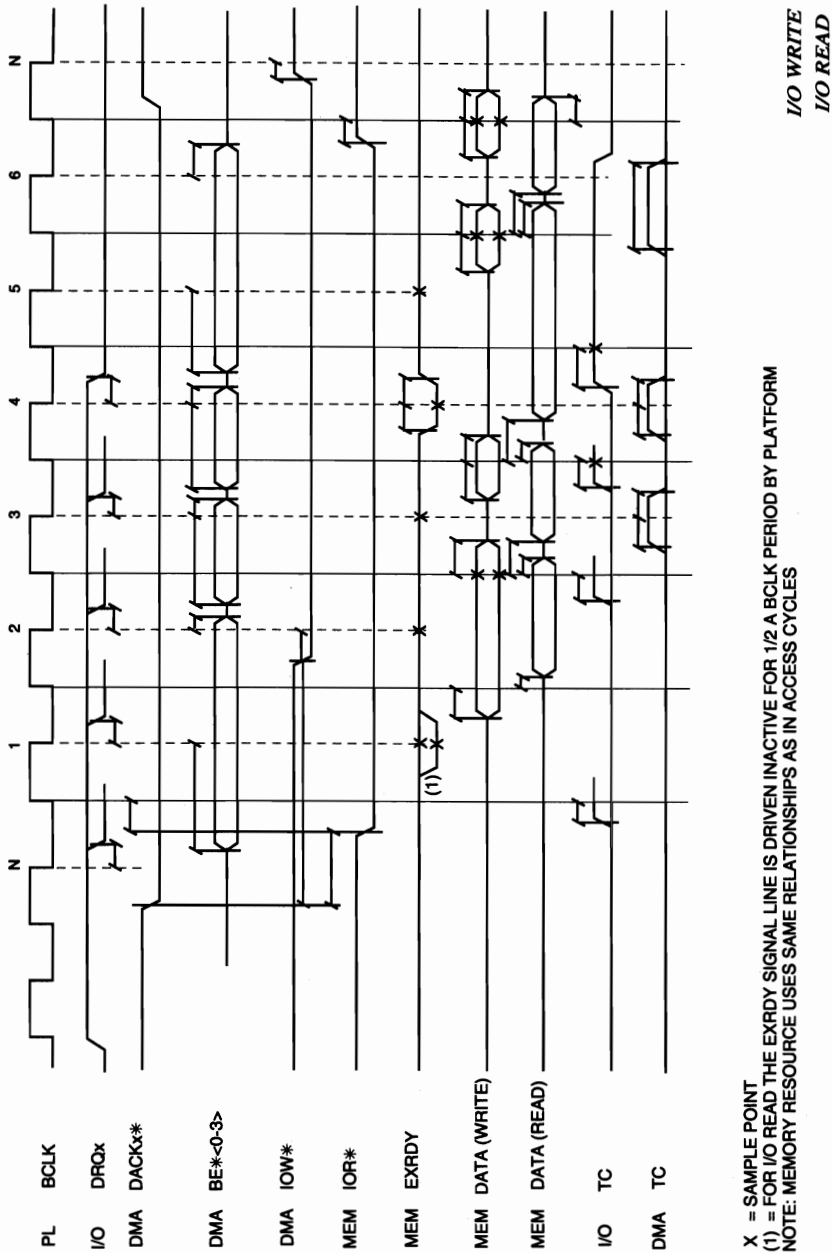 N 1 2 3 4 5 6 N
PL BCLK
I/O DRQx
DMA DACKx*
DMA BE*<0-3>
DMA IOW*
MEM IOR*
MEM EXRDY
(1)
MEM DATA (WRITE)
MEM DATA (READ)
I/O TC
DMA TC
X = SAMPLE POINT
(1) = FOR I/O READ THE EXRDY SIGNAL LINE IS DRIVEN INACTIVE FOR 1/2 A BCLK PERIOD BY PLATFORM
NOTE: MEMORY RESOURCE USES SAME RELATIONSHIPS AS IN ACCESS CYCLES
I/O WRITE
I/O READ